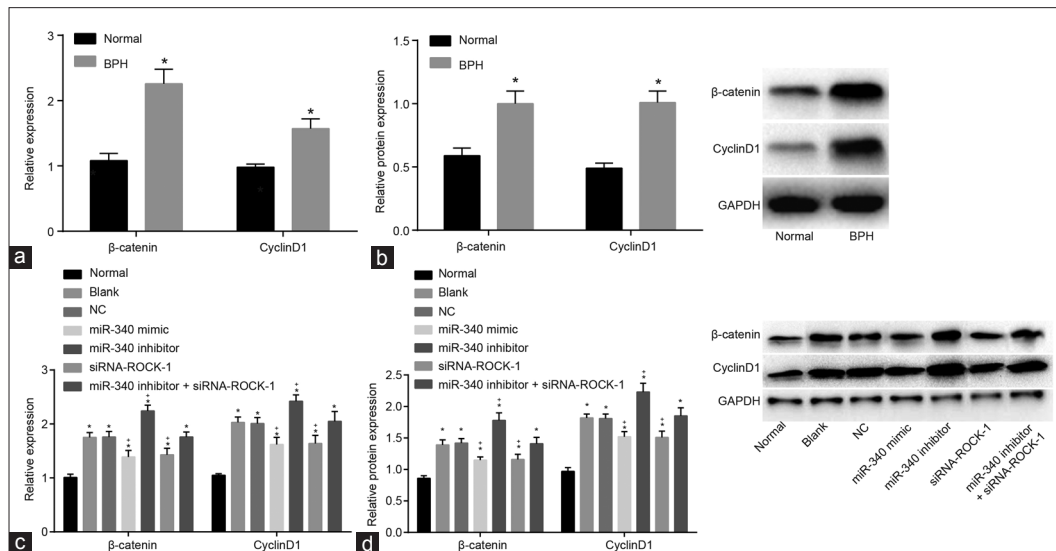 Normal
BPH
Relative expression
3
2
1
0
*
*
β-catenin
CyclinD1
a
Normal
BPH
Relative protein expression
1.5
1.0
0.5
0.0
*
*
β-catenin
CyclinD1
b
β-catenin
CyclinD1
GAPDH
Normal
BPH
Normal
Blank
NC
miR-340 mimic
miR-340 inhibitor
siRNA-ROCK-1
miR-340 inhibitor + siRNA-ROCK-1
Relative expression
3
2
1
0
* * *+ *+ *+ *
* * *+ *+ *+ *
β-catenin
CyclinD1
c
Normal
Blank
NC
miR-340 mimic
miR-340 inhibitor
siRNA-ROCK-1
miR-340 inhibitor + siRNA-ROCK-1
Relative protein expression
2.5
2.0
1.5
1.0
0.5
0.0
* * *+ *+ *+ *
* * *+ *+ *+ *
β-catenin
CyclinD1
d
β-catenin
CyclinD1
GAPDH
Normal
Blank
NC
miR-340 mimic
miR-340 inhibitor
siRNA-ROCK-1
miR-340 inhibitor
+ siRNA-ROCK-1